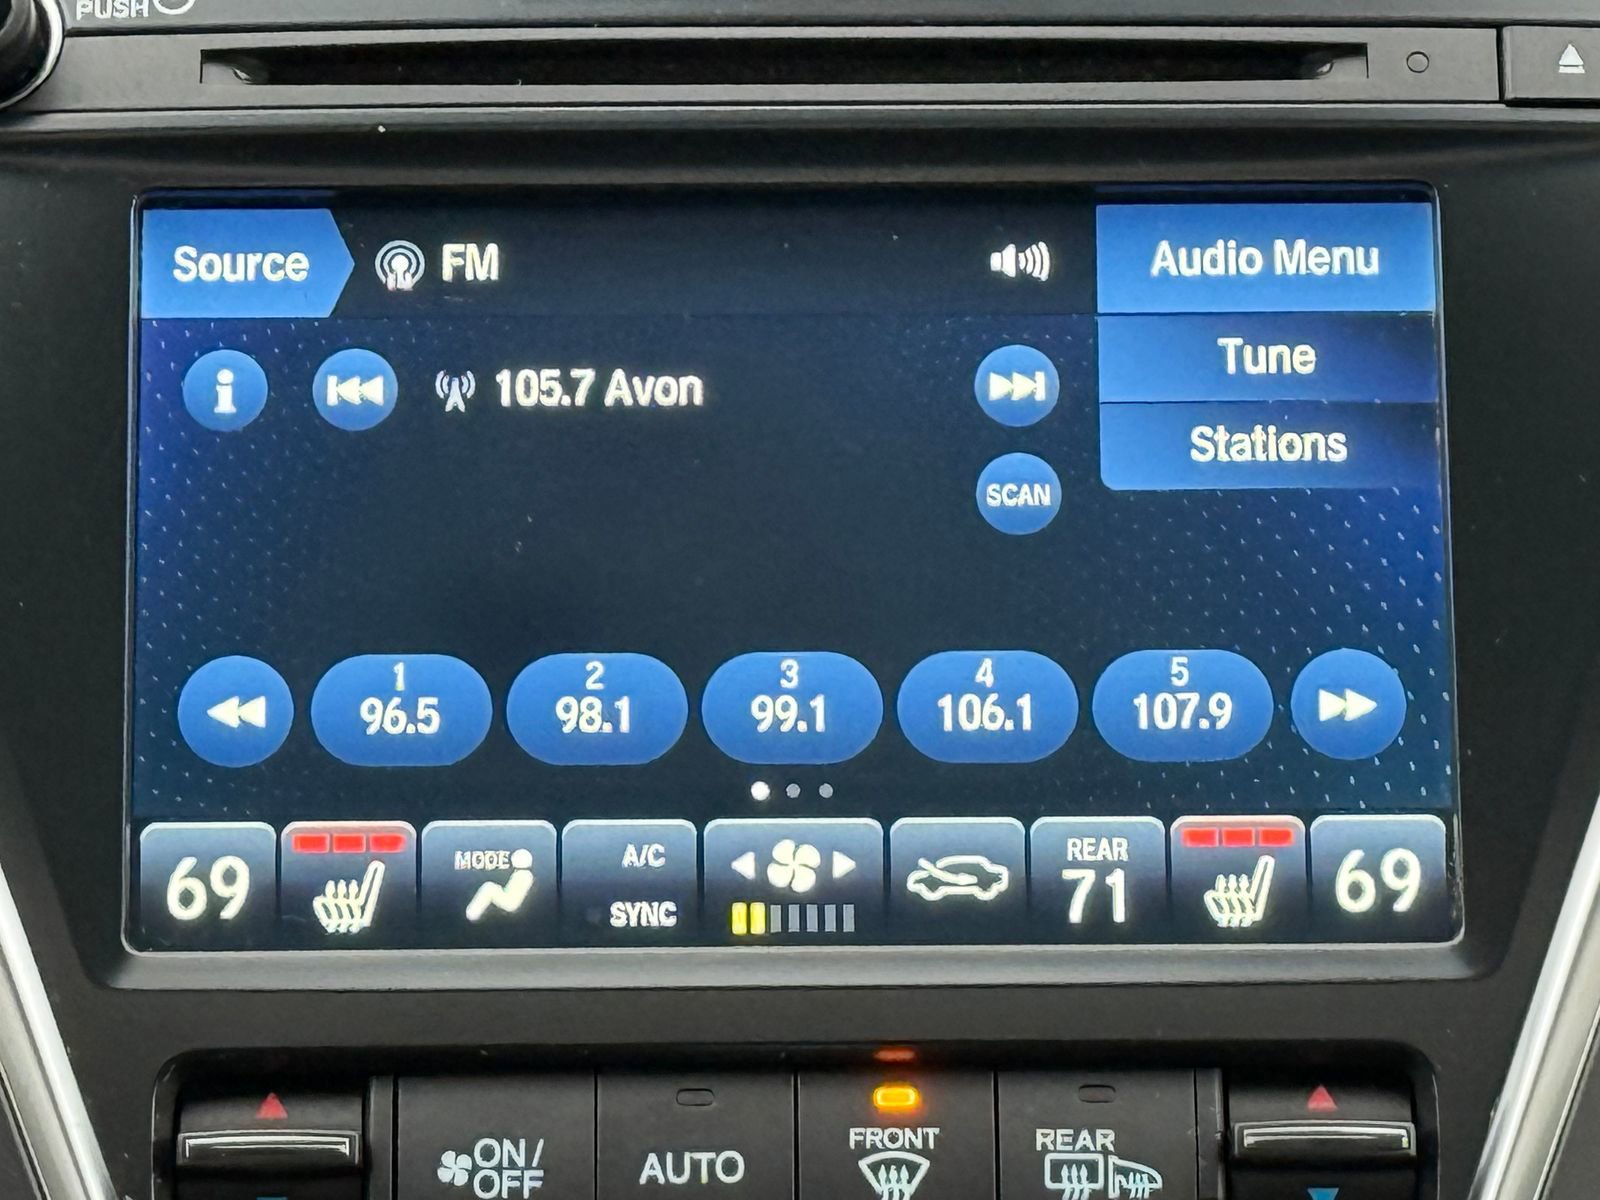 PUSH
Source
FM
Audio Menu
Tune
105.7 Avon
Stations
SCAN
1
96.5
2
98.1
3
99.1
4
106.1
5
107.9
69
MODE
A/C
SYNC
REAR
71
69
ON/
OFF
AUTO
FRONT
REAR